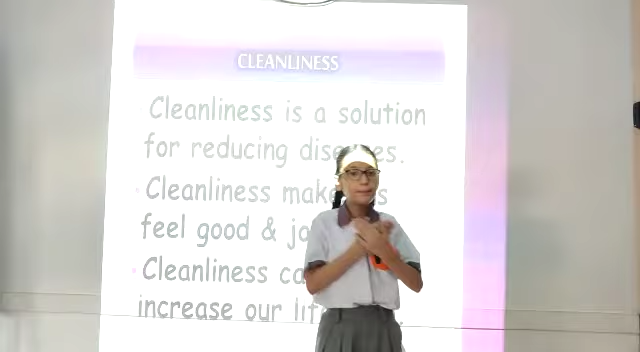 CLEANLINESS
Cleanliness is a solution
for reducing
Cleanliness
feel good &
Cleanliness
increase our